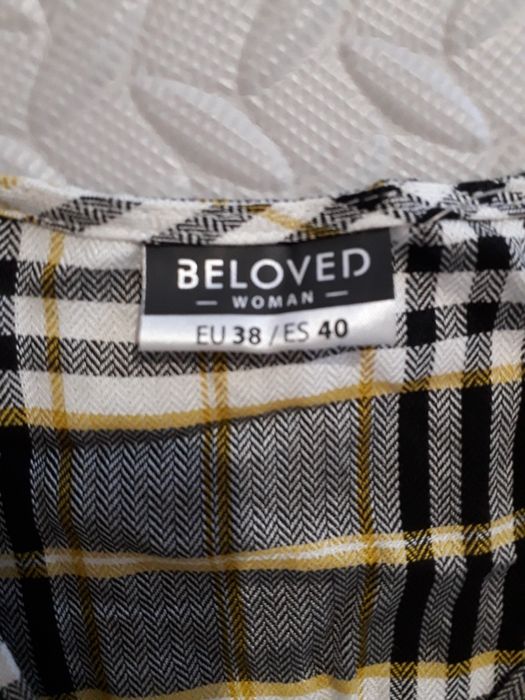 BELOVED
— WOMAN —
EU 38 / ES 40